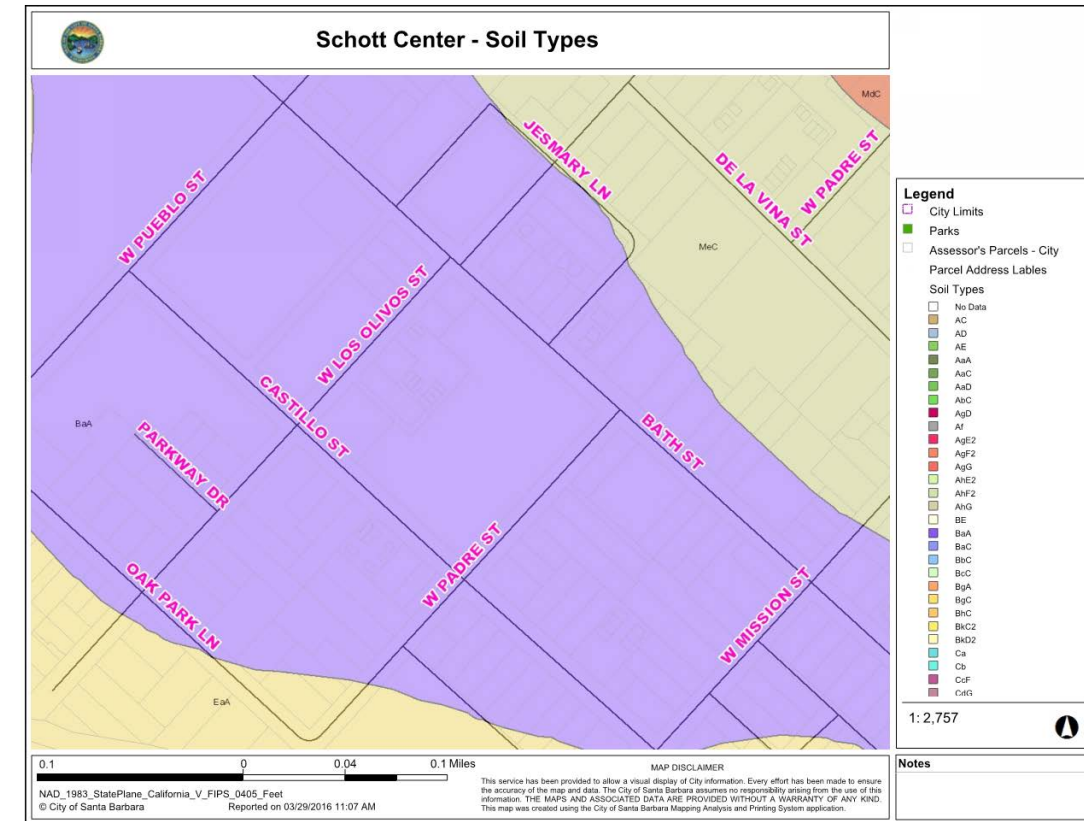 Schott Center - Soil Types
MdC
JESMARY LN
DE LA VINA ST
W PADRE ST
W PUEBLO ST
MeC
W LOS OLIVOS ST
CASTILLO ST
BaA
PARKWAY DR
BATH ST
W PADRE ST
OAK PARK LN
W MISSION ST
EaA
Legend
City Limits
Parks
Assessor's Parcels - City
Parcel Address Lables
Soil Types
No Data
AC
AD
AE
AaA
AaC
AaD
AbC
AgD
Af
AgE2
AgF2
AgG
AhE2
AhF2
AhG
BE
BaA
BaC
BbC
BcC
BgA
BgC
BhC
BkC2
BkD2
Ca
Cb
CcF
CdG
1: 2,757
0.1 0 0.04 0.1 Miles
NAD_1983_StatePlane_California_V_FIPS_0405_Feet
© City of Santa Barbara Reported on 03/29/2016 11:07 AM
MAP DISCLAIMER
This service has been provided to allow a visual display of City information. Every effort has been made to ensure
the accuracy of the map and data. The City of Santa Barbara assumes no responsibility arising from the use of this
information. THE MAPS AND ASSOCIATED DATA ARE PROVIDED WITHOUT A WARRANTY OF ANY KIND.
This map was created using the City of Santa Barbara Mapping Analysis and Printing System application.
Notes